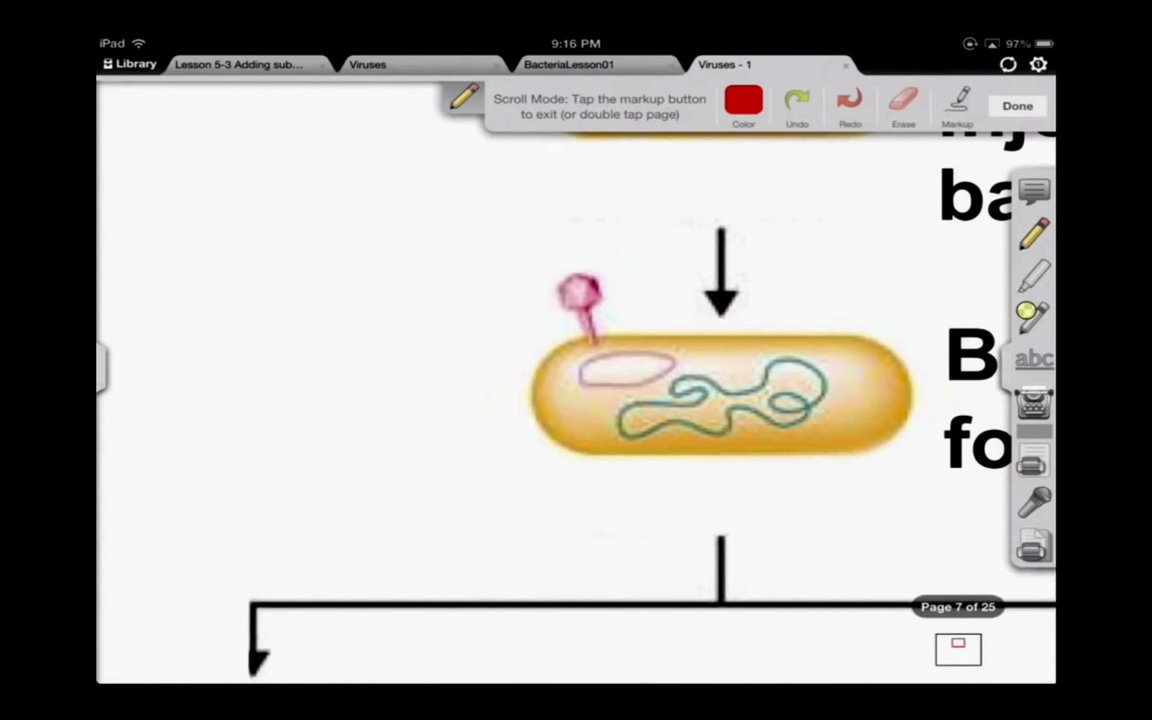 iPad
9:16 PM
97%
Library
Lesson 5-3 Adding sub...
Viruses
BacteriaLesson01
Viruses - 1
Scroll Mode: Tap the markup button
to exit (or double tap page)
Color
Undo
Redo
Erase
Markup
Done
ba
abc
B
fo
Page 7 of 25